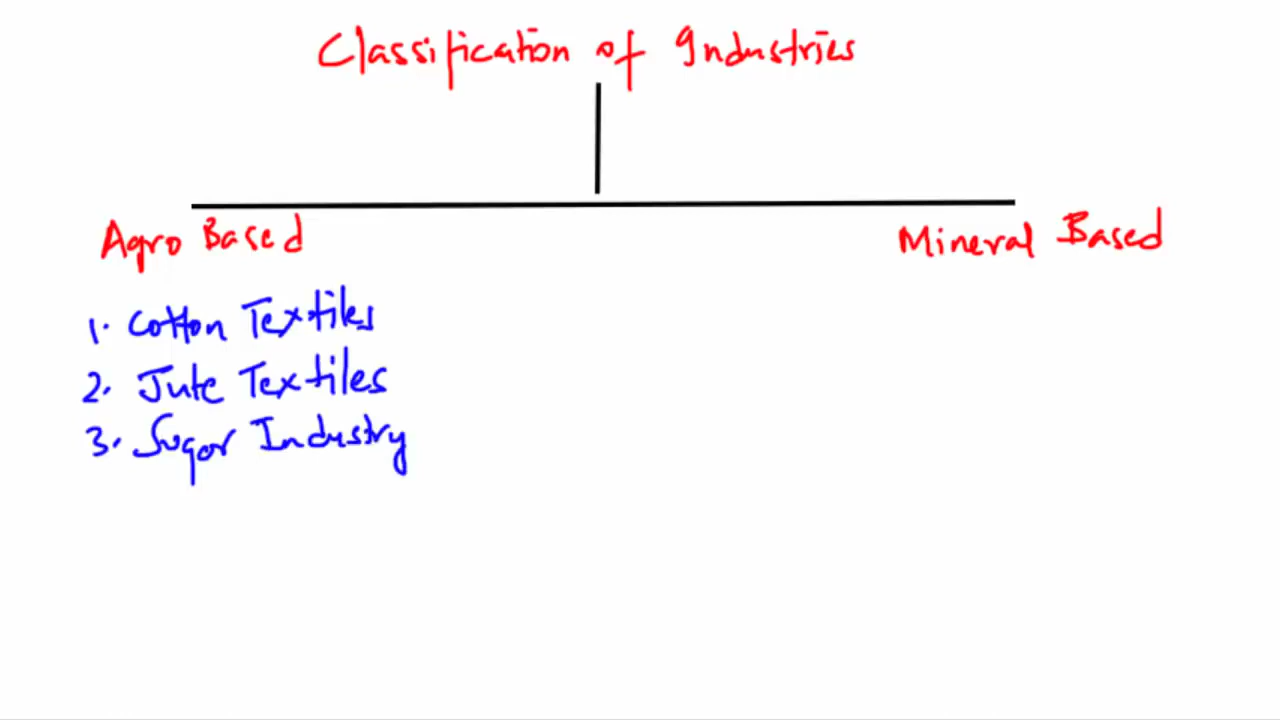 Classification of Industries
Agro Based
Mineral Based
1. Cotton Textiles
2. Jute Textiles
3. Sugar Industry